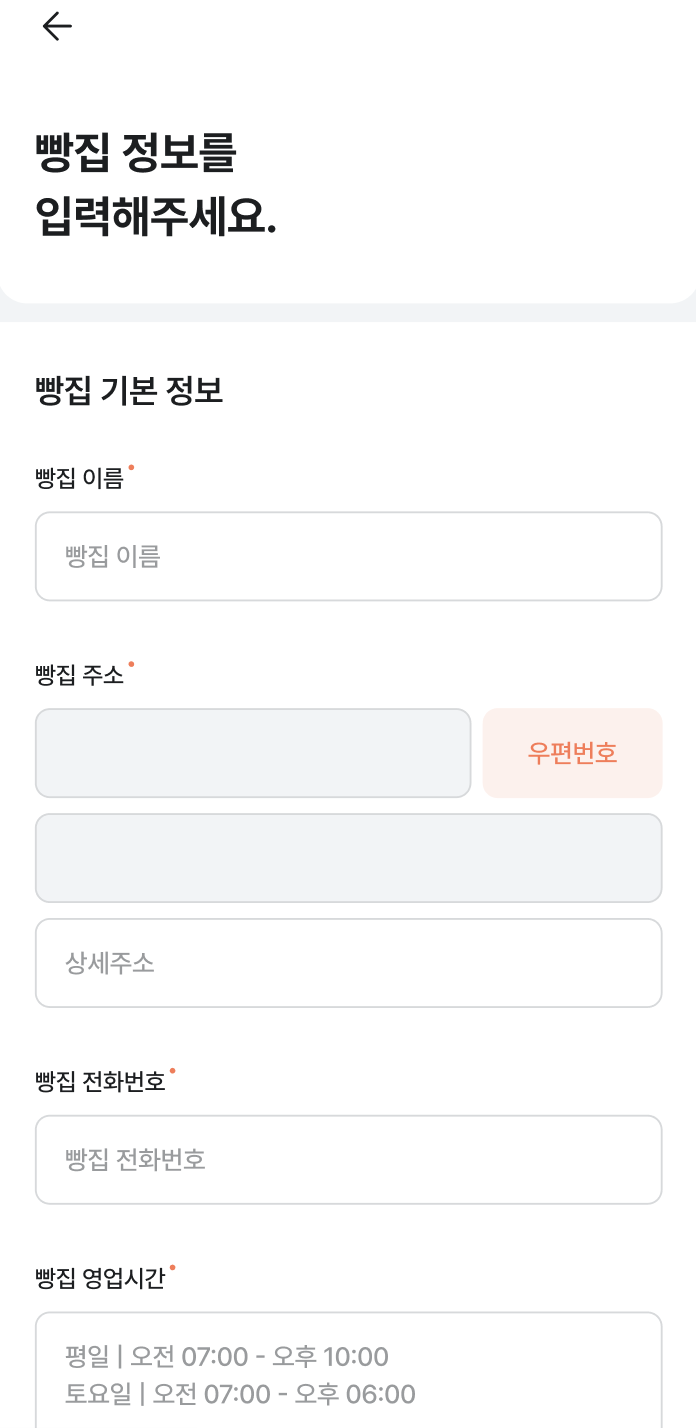 빵집 정보를
입력해주세요.
빵집 기본 정보
빵집 이름
빵집 이름
빵집 주소
우편번호
상세주소
빵집 전화번호
빵집 전화번호
빵집 영업시간
평일 | 오전 07:00 - 오후 10:00
토요일 | 오전 07:00 - 오후 06:00